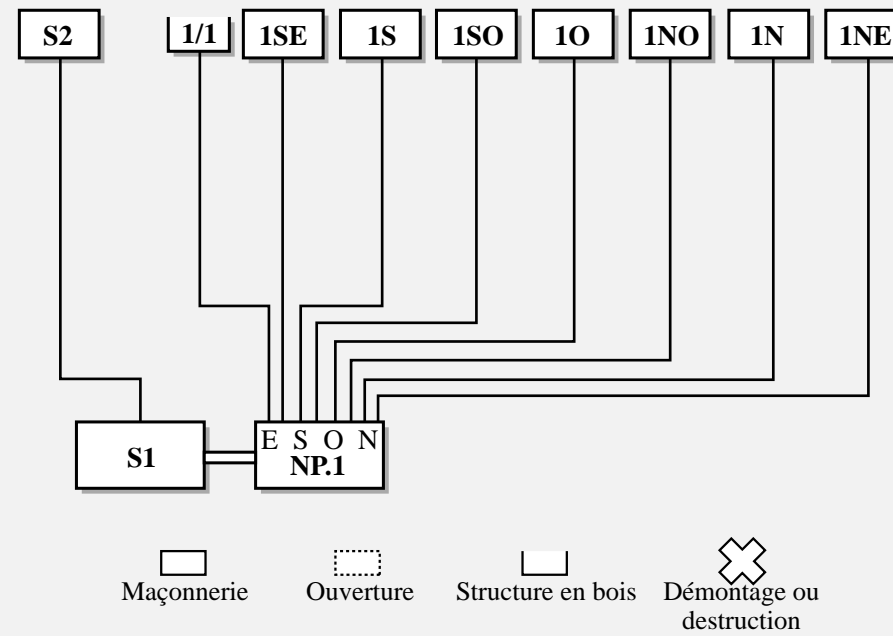 S2 1/1 1SE 1S 1SO 1O 1NO 1N 1NE
E S O N
S1 NP.1
Maçonnerie Ouverture Structure en bois Démontage ou
destruction